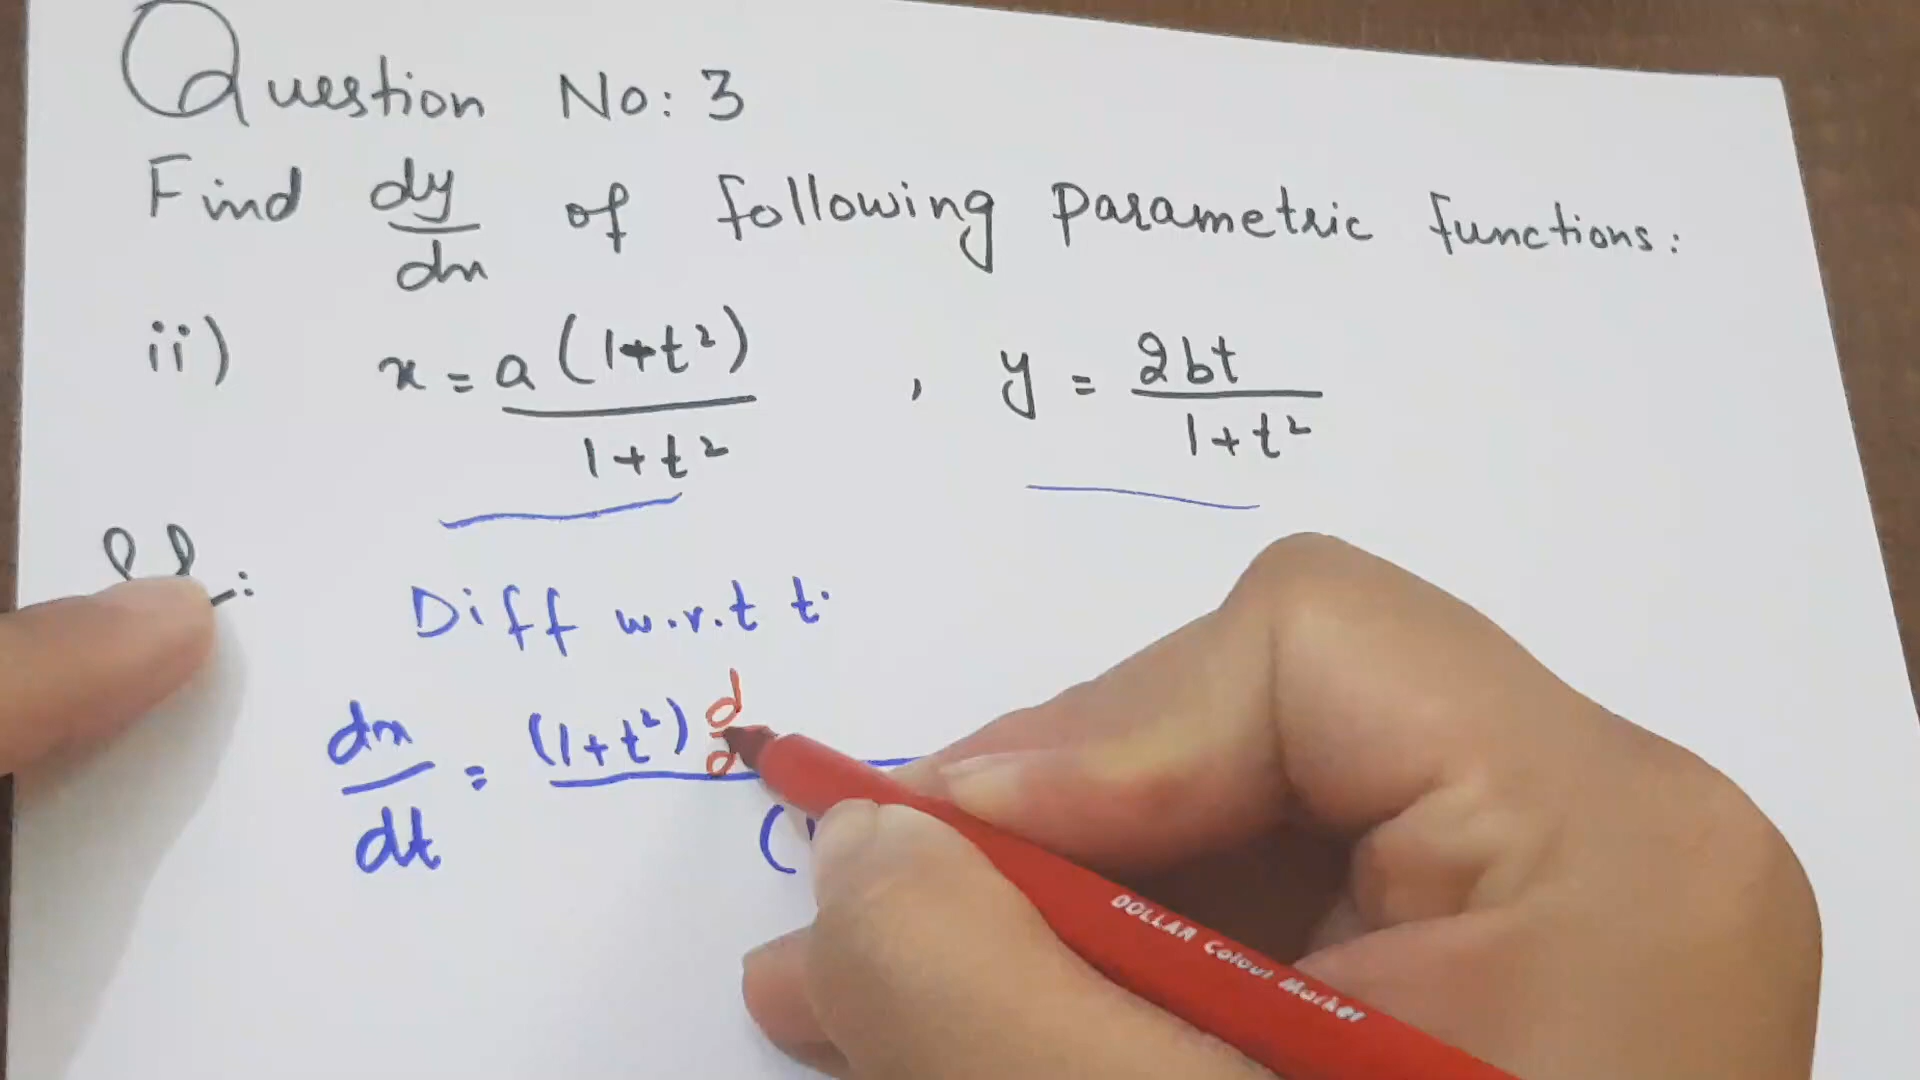 Question No: 3
Find dy/dx of following parametric functions:
ii) x = a(1+t²)/1+t² , y = 2bt/1+t²
Diff w.r.t t.
dx/dt = (1+t²) d
DOLLAR Colour Marker